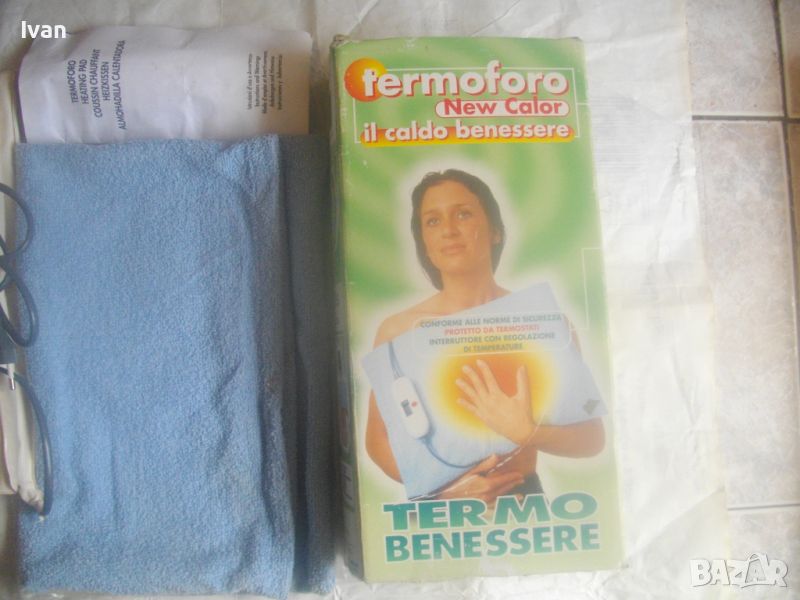 Ivan
TERMOFORO
HEATING PAD
COUSSIN CHAUFFANT
HEIZKISSEN
ALMOHADILLA CALENTADORA
termoforo
New Calor
il caldo benessere
CONFORME ALLE NORME DI SICUREZZA
PROTETTO DA TERMOSTATI
INTERRUTTORE CON REGOLAZIONE
DI TEMPERATURE
TERMO
BENESSERE
BAZAR